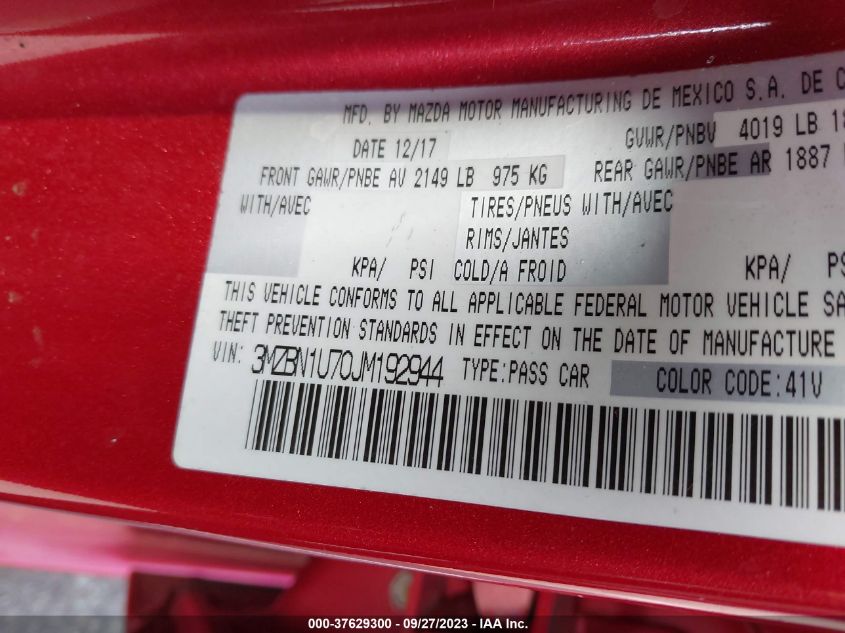 MFD. BY MAZDA MOTOR MANUFACTURING DE MEXICO S.A. DE C
DATE 12/17 GVWR/PNBV 4019 LB 18
FRONT GAWR/PNBE AV 2149 LB 975 KG REAR GAWR/PNBE AR 1887
WITH/AVEC TIRES/PNEUS WITH/AVEC
RIMS/JANTES
KPA/ PSI COLD/A FROID KPA/ PS
THIS VEHICLE CONFORMS TO ALL APPLICABLE FEDERAL MOTOR VEHICLE SA
THEFT PREVENTION STANDARDS IN EFFECT ON THE DATE OF MANUFACTURE
VIN: 3MZBN1U70JM192944 TYPE:PASS CAR COLOR CODE:41V
000-37629300 - 09/27/2023 - IAA Inc.